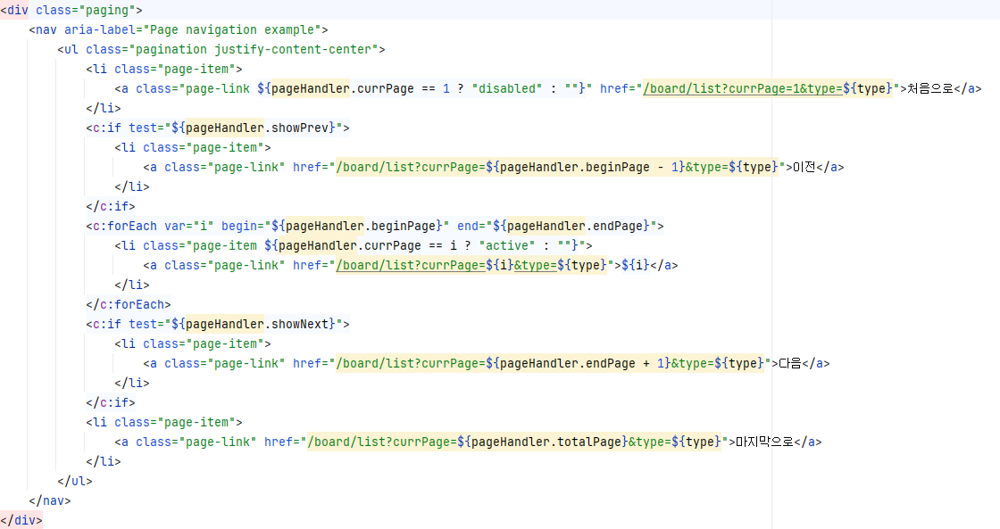 <div class="paging">
    <nav aria-label="Page navigation example">
        <ul class="pagination justify-content-center">
            <li class="page-item">
                <a class="page-link ${pageHandler.currPage == 1 ? "disabled" : ""}" href="/board/list?currPage=1&type=${type}">처음으로</a>
            </li>
            <c:if test="${pageHandler.showPrev}">
                <li class="page-item">
                    <a class="page-link" href="/board/list?currPage=${pageHandler.beginPage - 1}&type=${type}">이전</a>
                </li>
            </c:if>
            <c:forEach var="i" begin="${pageHandler.beginPage}" end="${pageHandler.endPage}">
                <li class="page-item ${pageHandler.currPage == i ? "active" : ""}">
                    <a class="page-link" href="/board/list?currPage=${i}&type=${type}">${i}</a>
                </li>
            </c:forEach>
            <c:if test="${pageHandler.showNext}">
                <li class="page-item">
                    <a class="page-link" href="/board/list?currPage=${pageHandler.endPage + 1}&type=${type}">다음</a>
                </li>
            </c:if>
            <li class="page-item">
                <a class="page-link" href="/board/list?currPage=${pageHandler.totalPage}&type=${type}">마지막으로</a>
            </li>
        </ul>
    </nav>
</div>